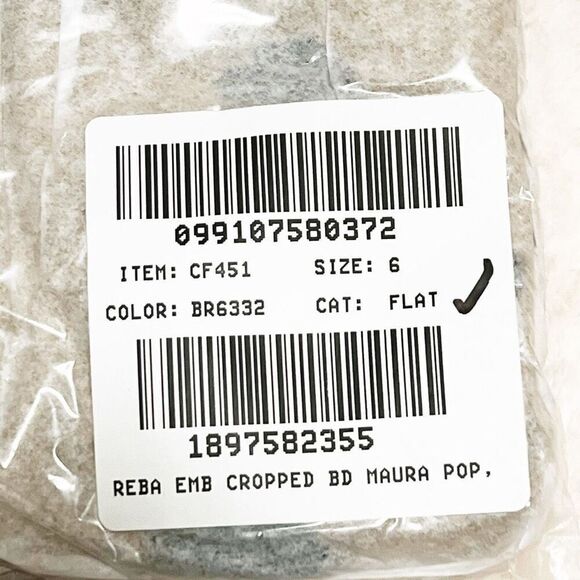 099107580372
ITEM: CF451 SIZE: 6
COLOR: BR6332 CAT: FLAT
1897582355
REBA EMB CROPPED BD MAURA POP,